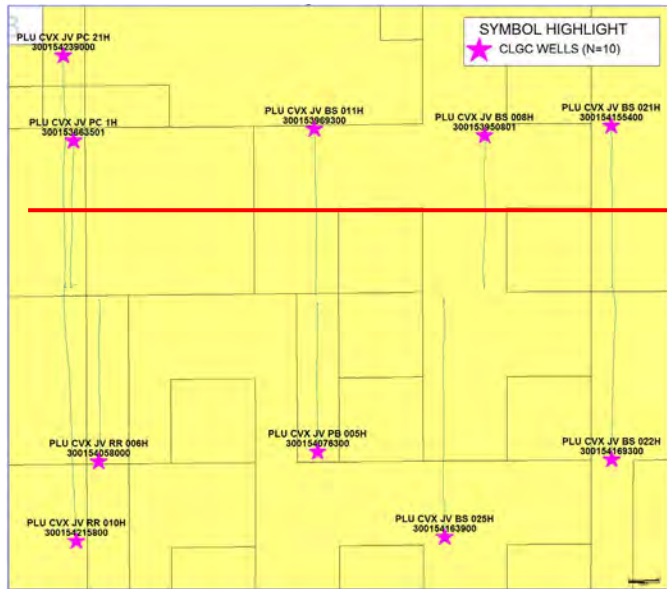 SYMBOL HIGHLIGHT
CLGC WELLS (N=10)
PLU CVX JV PC 21H
300154239000
PLU CVX JV PC 1H
300153663501
PLU CVX JV BS 011H
300153969300
PLU CVX JV BS 008H
300153950801
PLU CVX JV BS 021H
300154155400
PLU CVX JV RR 006H
300154058000
PLU CVX JV PB 005H
300154076300
PLU CVX JV BS 022H
300154169300
PLU CVX JV RR 010H
300154215800
PLU CVX JV BS 025H
300154163900